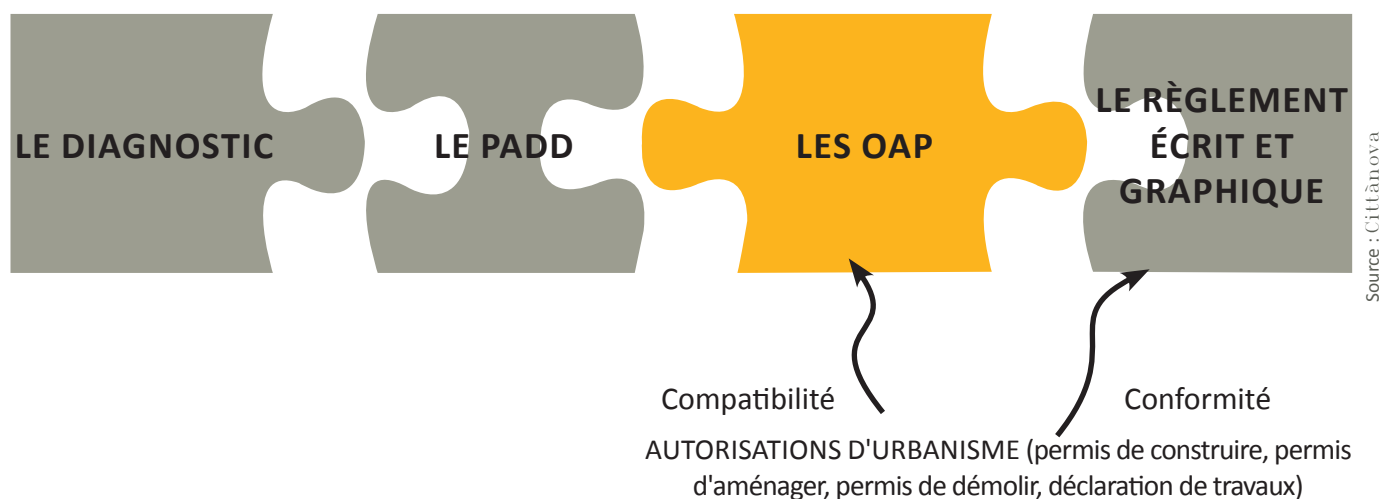 LE DIAGNOSTIC
LE PADD
LES OAP
LE RÈGLEMENT
ÉCRIT ET
GRAPHIQUE
Source : Cittànova
Compatibilité
Conformité
AUTORISATIONS D'URBANISME (permis de construire, permis
d'aménager, permis de démolir, déclaration de travaux)